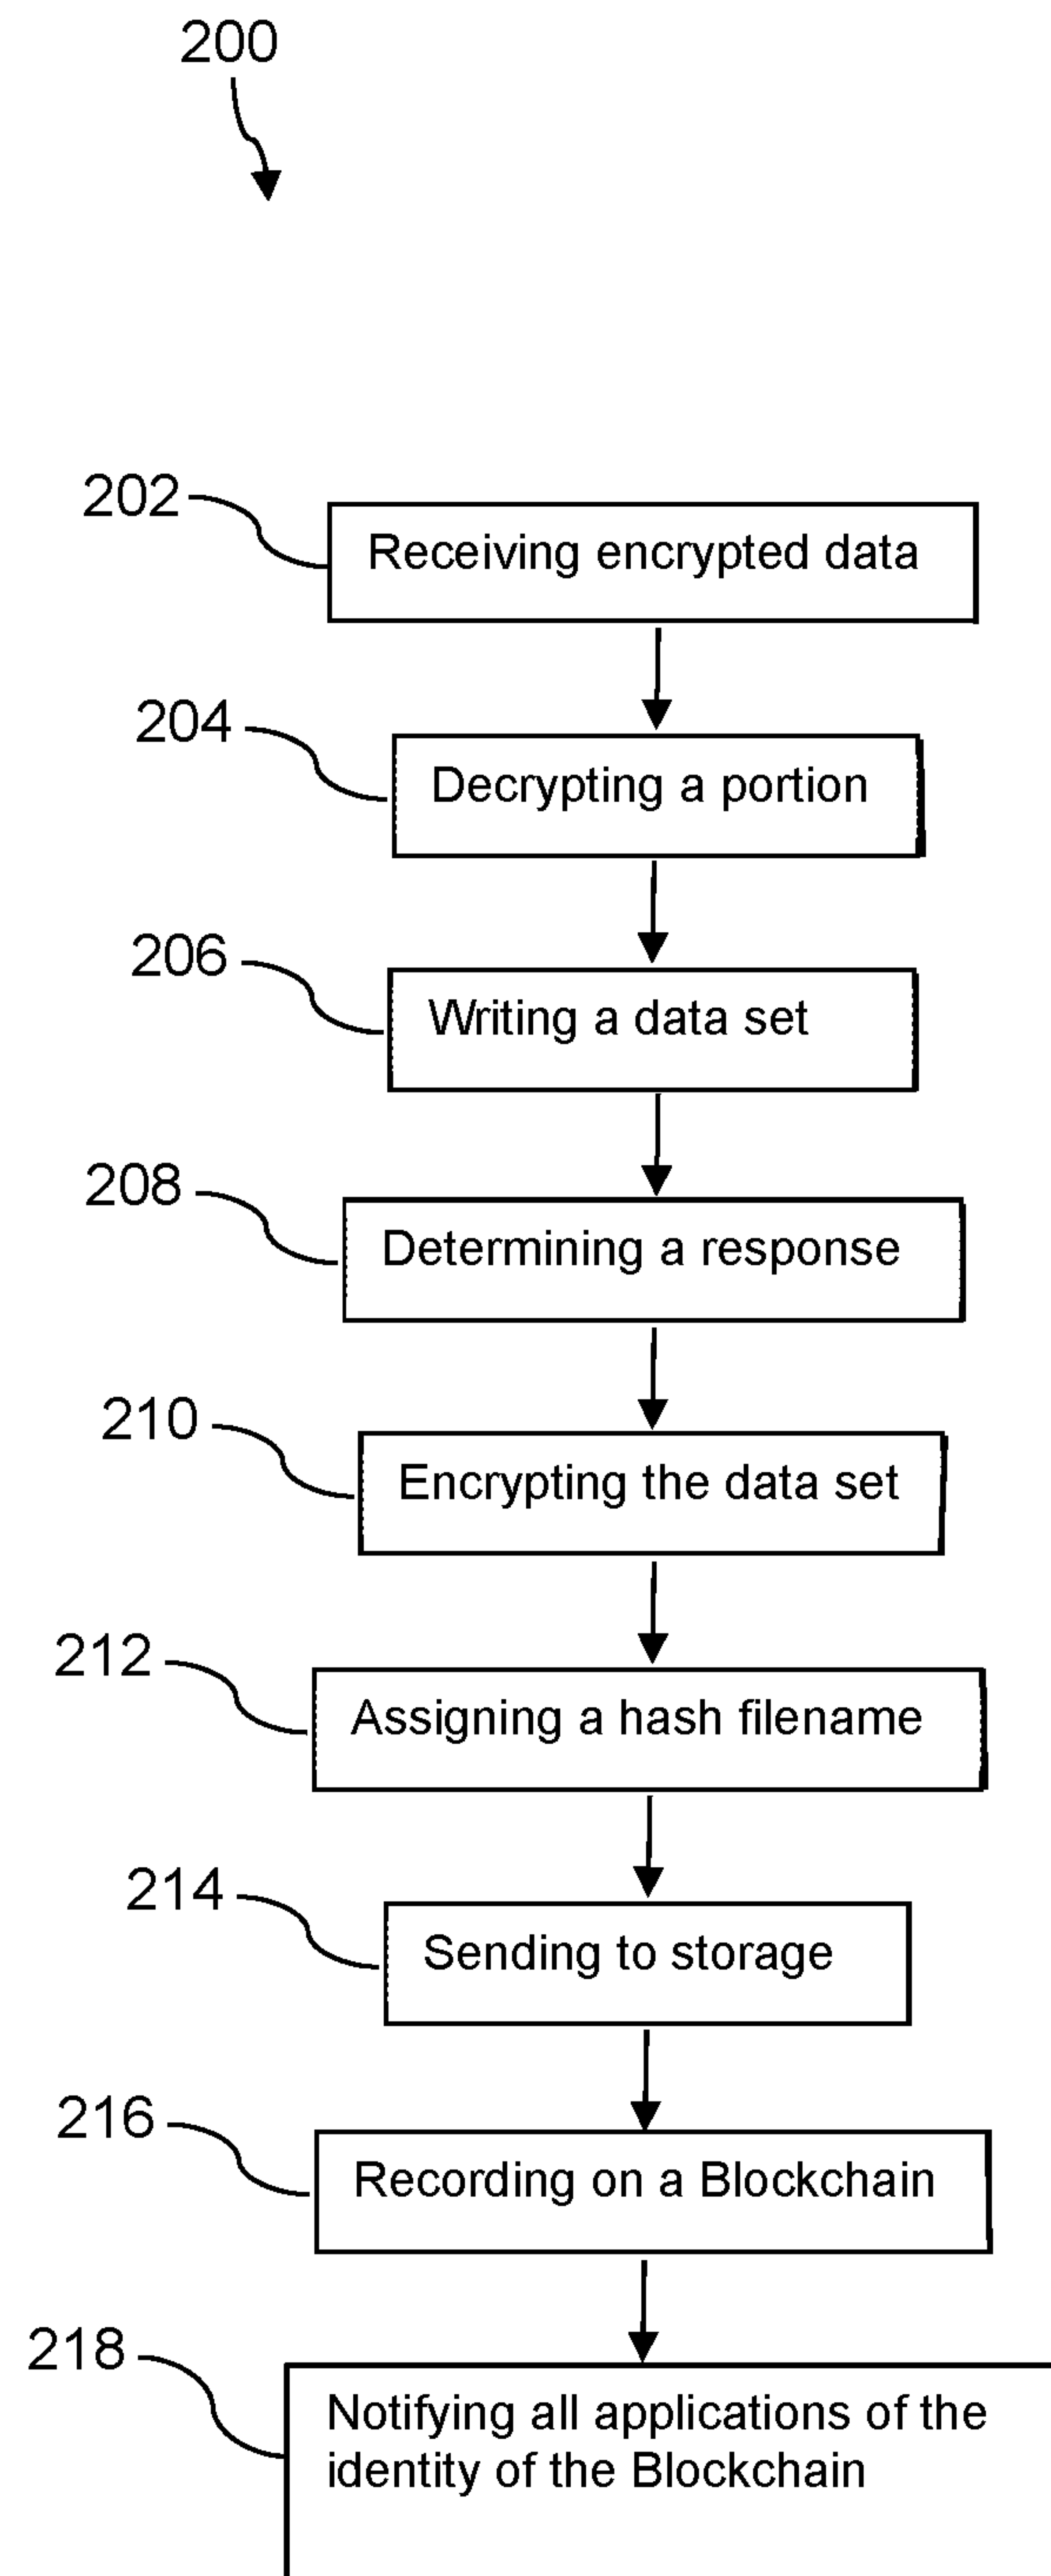 200
202
Receiving encrypted data
204
Decrypting a portion
206
Writing a data set
208
Determining a response
210
Encrypting the data set
212
Assigning a hash filename
214
Sending to storage
216
Recording on a Blockchain
218
Notifying all applications of the
identity of the Blockchain